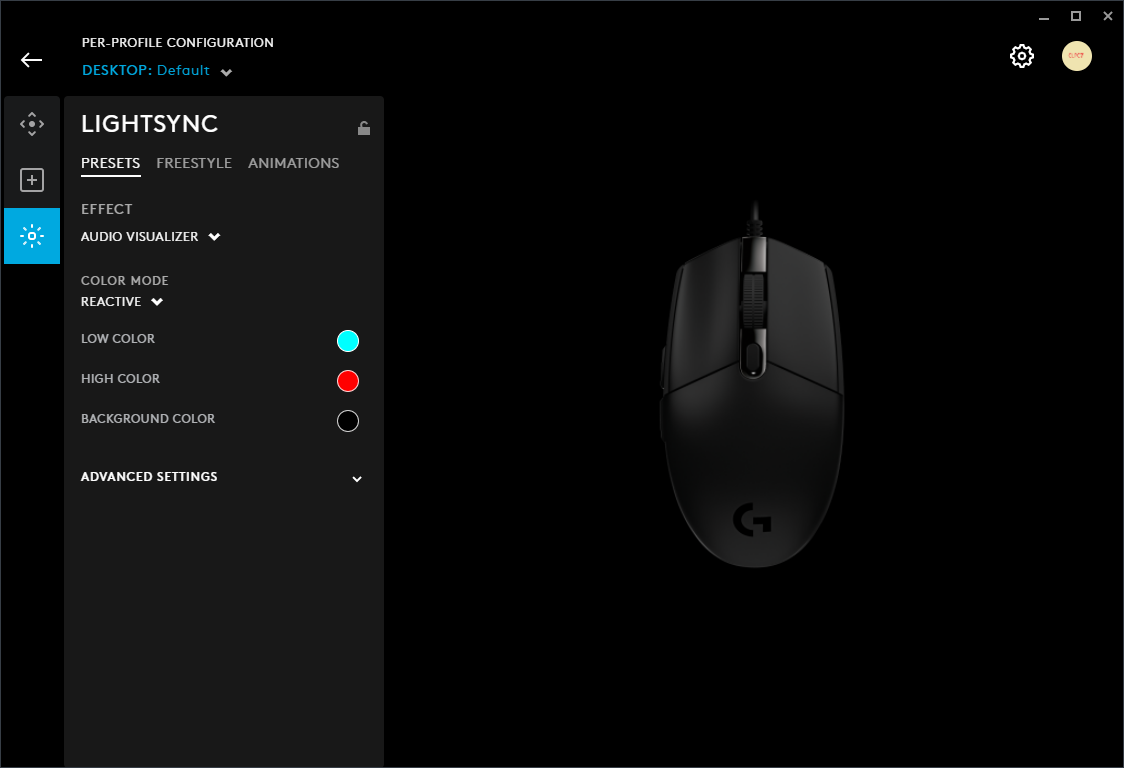 PER-PROFILE CONFIGURATION
DESKTOP: Default
LIGHTSYNC
PRESETS FREESTYLE ANIMATIONS
EFFECT
AUDIO VISUALIZER
COLOR MODE
REACTIVE
LOW COLOR
HIGH COLOR
BACKGROUND COLOR
ADVANCED SETTINGS